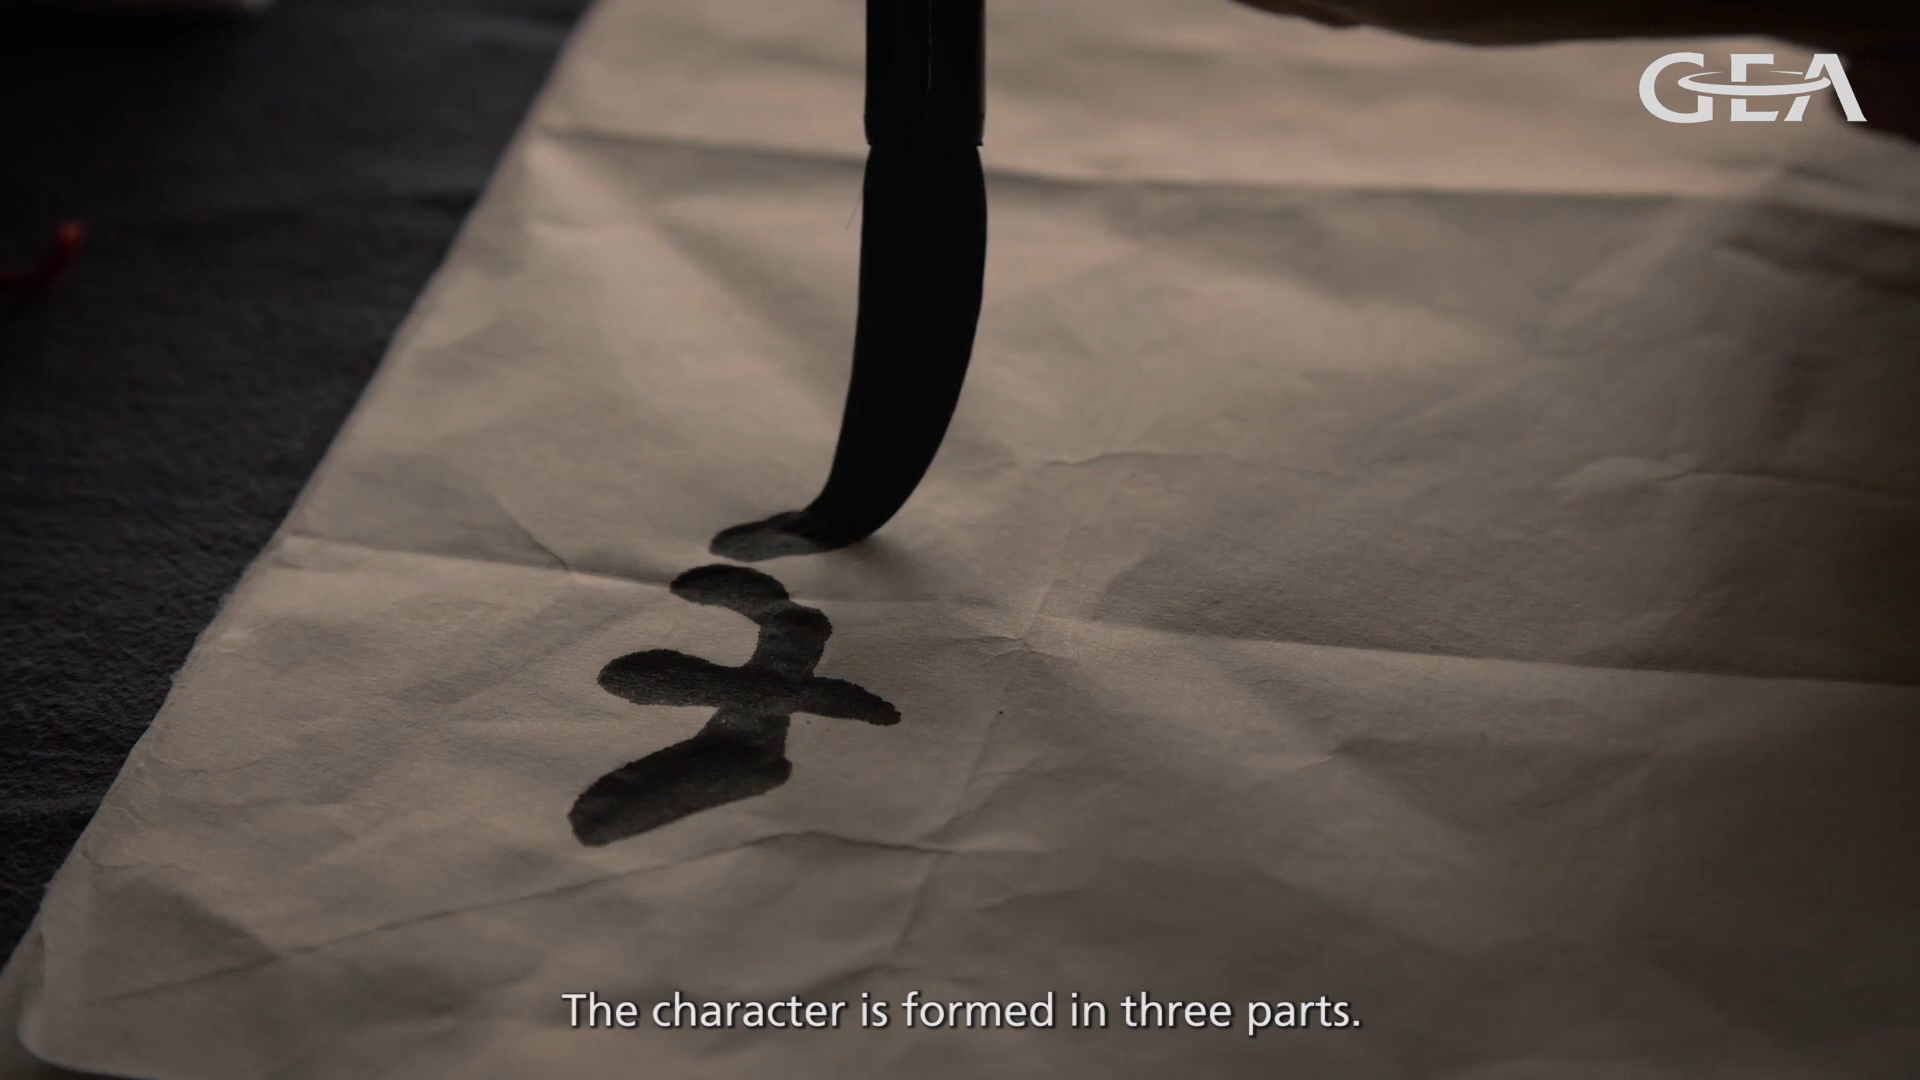 GEA
The character is formed in three parts.